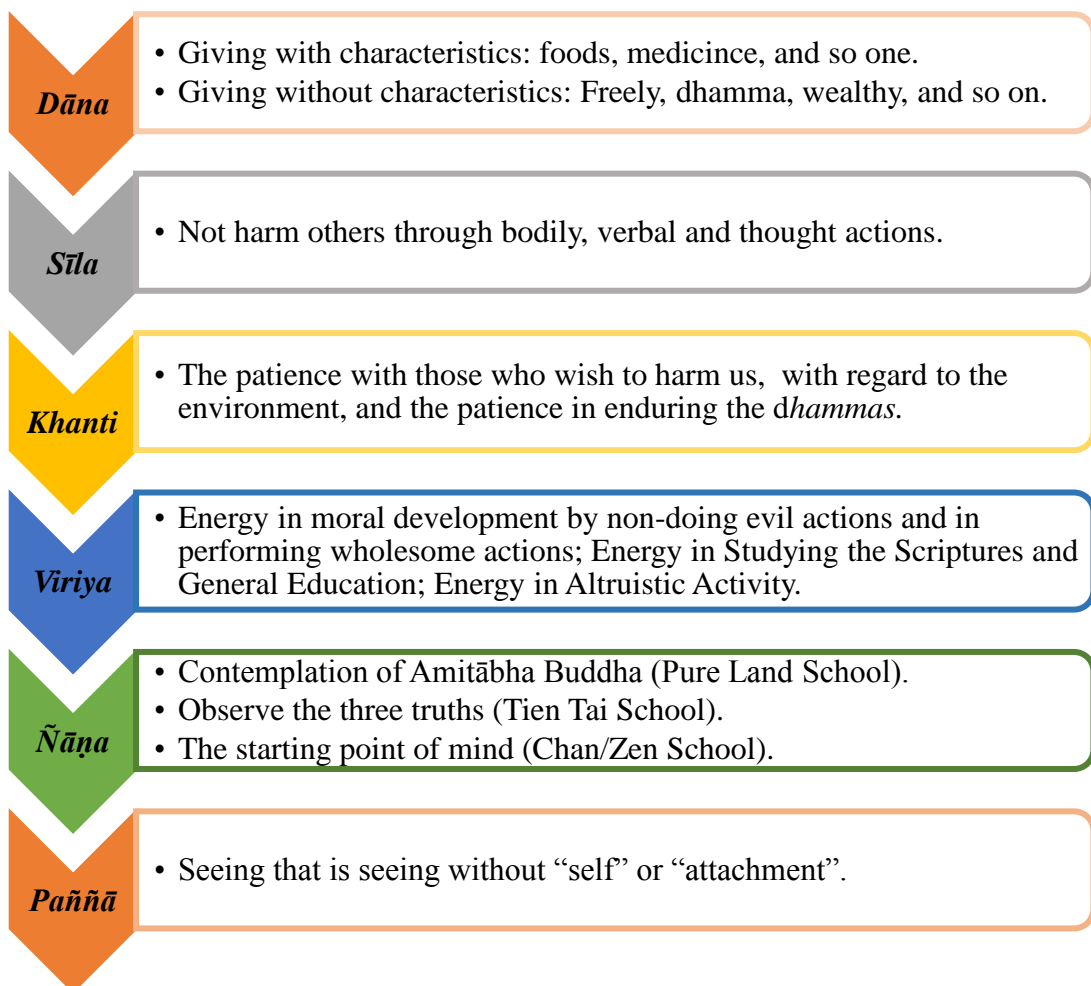 Dāna
• Giving with characteristics: foods, medicince, and so one.
• Giving without characteristics: Freely, dhamma, wealthy, and so on.
Sīla
• Not harm others through bodily, verbal and thought actions.
Khanti
• The patience with those who wish to harm us, with regard to the
environment, and the patience in enduring the dhammas.
Viriya
• Energy in moral development by non-doing evil actions and in
performing wholesome actions; Energy in Studying the Scriptures and
General Education; Energy in Altruistic Activity.
Ñāṇa
• Contemplation of Amitābha Buddha (Pure Land School).
• Observe the three truths (Tien Tai School).
• The starting point of mind (Chan/Zen School).
Paññā
• Seeing that is seeing without “self” or “attachment”.